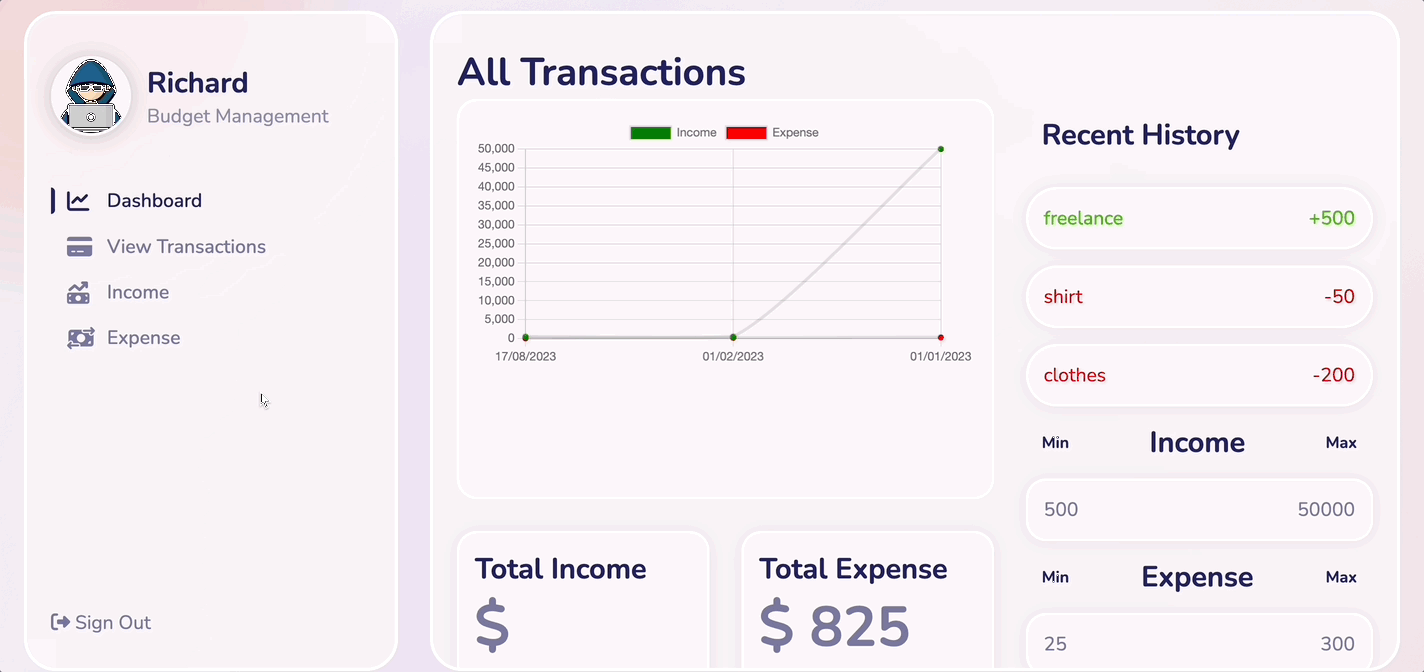 Richard
Budget Management
Dashboard
View Transactions
Income
Expense
Sign Out
All Transactions
Income Expense
50,000
45,000
40,000
35,000
30,000
25,000
20,000
15,000
10,000
5,000
0
17/08/2023 01/02/2023 01/01/2023
Total Income
$
Total Expense
$ 825
Recent History
freelance +500
shirt -50
clothes -200
Min Income Max
500 50000
Min Expense Max
25 300